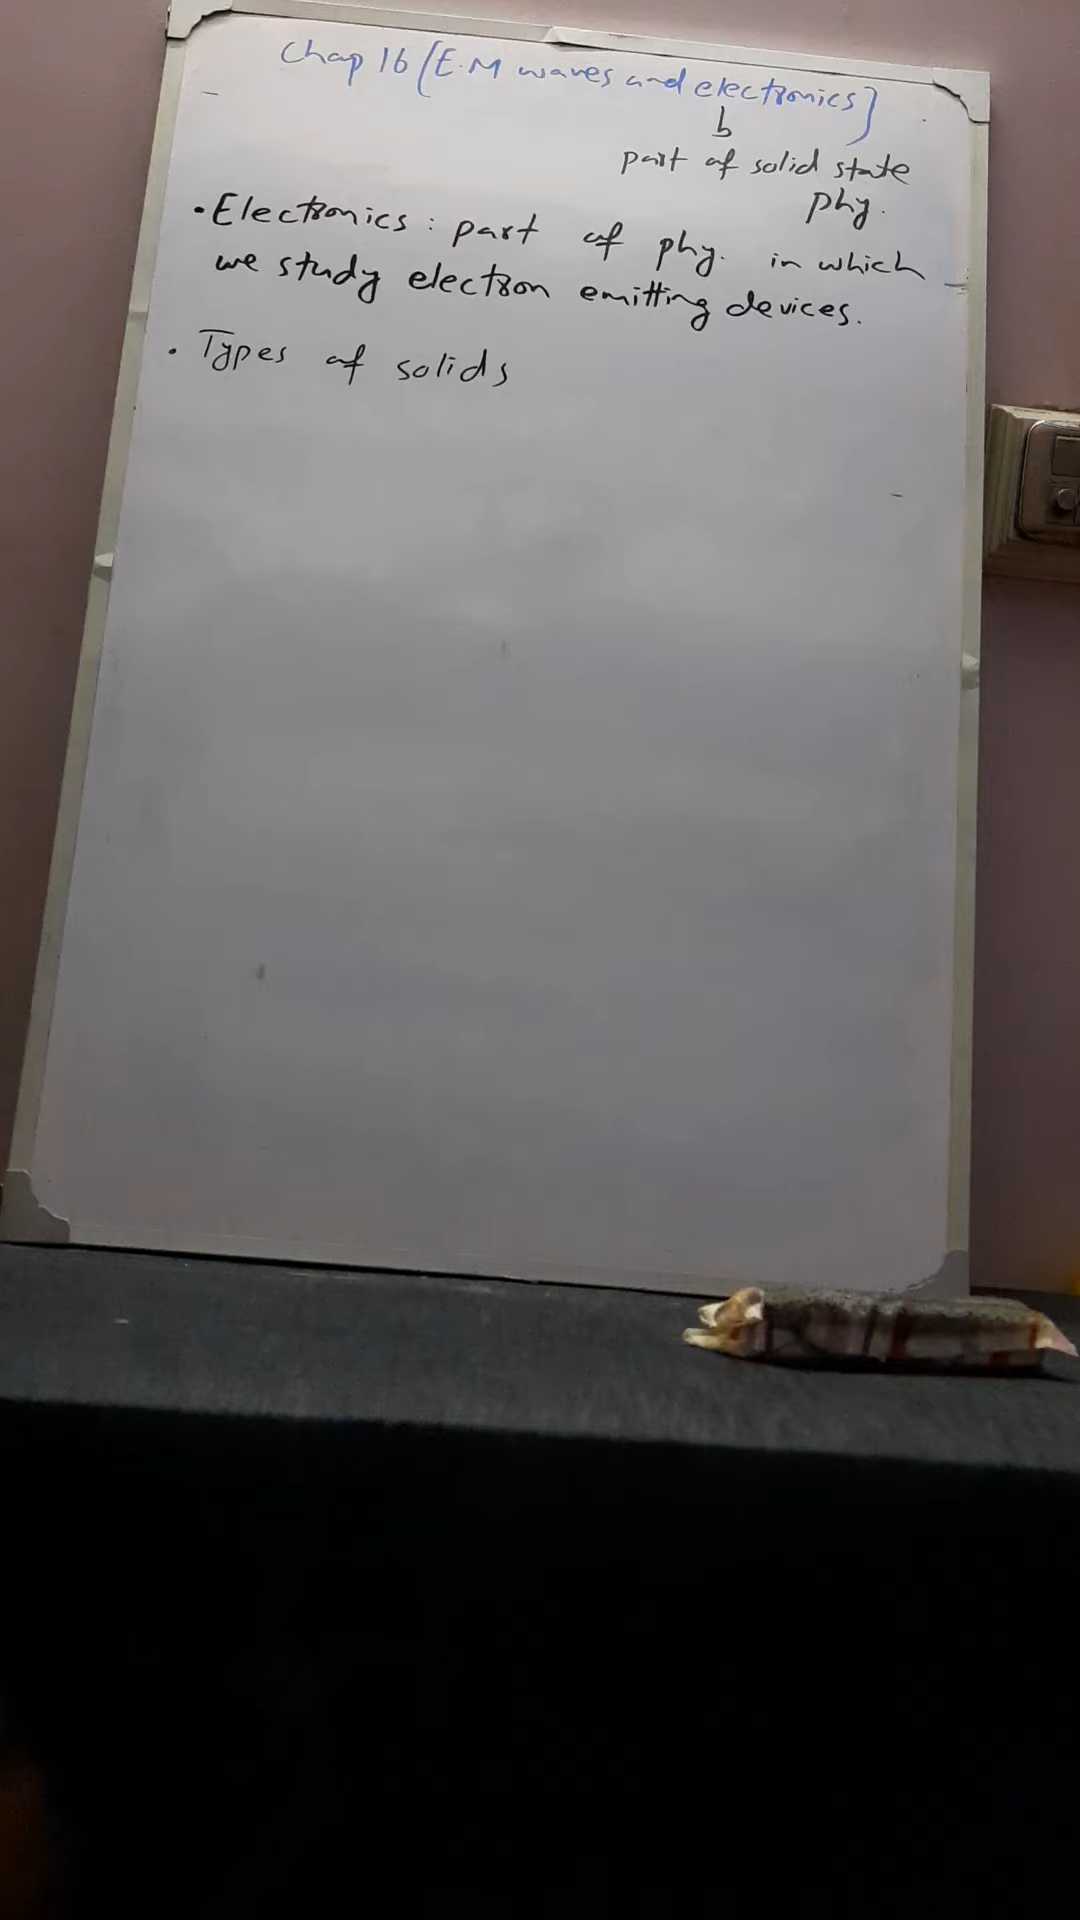 Chap 16 (E.M waves and electronics)
part of solid state
phy.
• Electronics : part of phy. in which
we study electron emitting devices.
• Types of solids